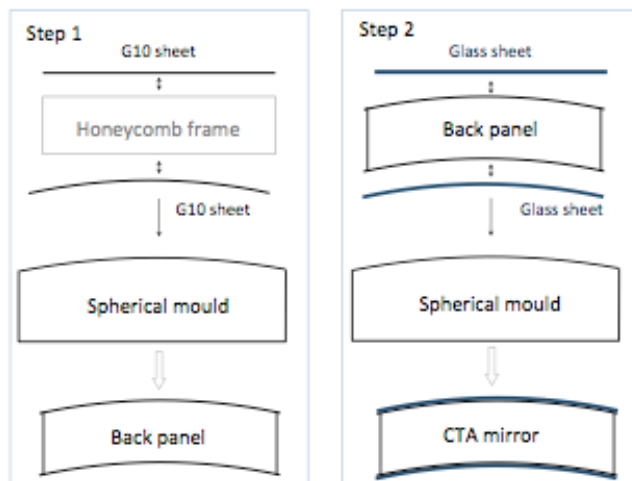 Step 1
G10 sheet
Honeycomb frame
G10 sheet
Spherical mould
Back panel
Step 2
Glass sheet
Back panel
Glass sheet
Spherical mould
CTA mirror